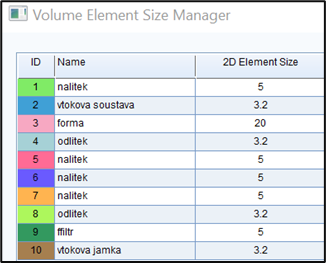 Volume Element Size Manager
ID Name 2D Element Size
1 nalitek 5
2 vtokova soustava 3.2
3 forma 20
4 odlitek 3.2
5 nalitek 5
6 nalitek 5
7 nalitek 5
8 odlitek 3.2
9 ffiltr 5
10 vtokova jamka 3.2